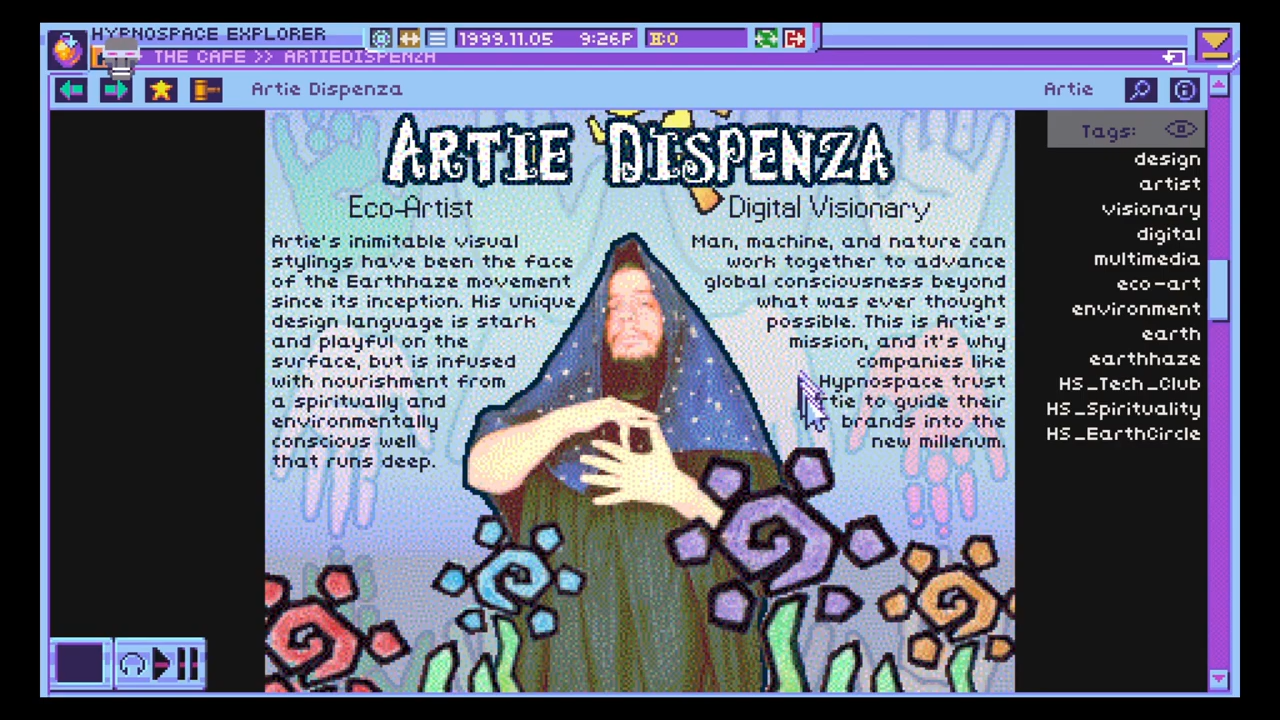 HYPNOSPACE EXPLORER
1999.11.05 9:26P
:0
THE CAFE >> ARTIEDISPENZA
Artie Dispenza
Artie
ARTIE DISPENZA
Eco-Artist
Artie's inimitable visual
stylings have been the face
of the Earthhaze movement
since its inception. His unique
design language is stark
and playful on the
surface, but is infused
with nourishment from
a spiritually and
environmentally
conscious well
that runs deep.
Digital Visionary
Man, machine, and nature can
work together to advance
global consciousness beyond
what was ever thought
possible. This is Artie's
mission, and it's why
companies like
Hypnospace trust
tie to guide their
brands into the
new millenum.
Tags:
design
artist
visionary
digital
multimedia
eco-art
environment
earth
earthhaze
HS_Tech_Club
HS_Spirituality
HS_EarthCircle